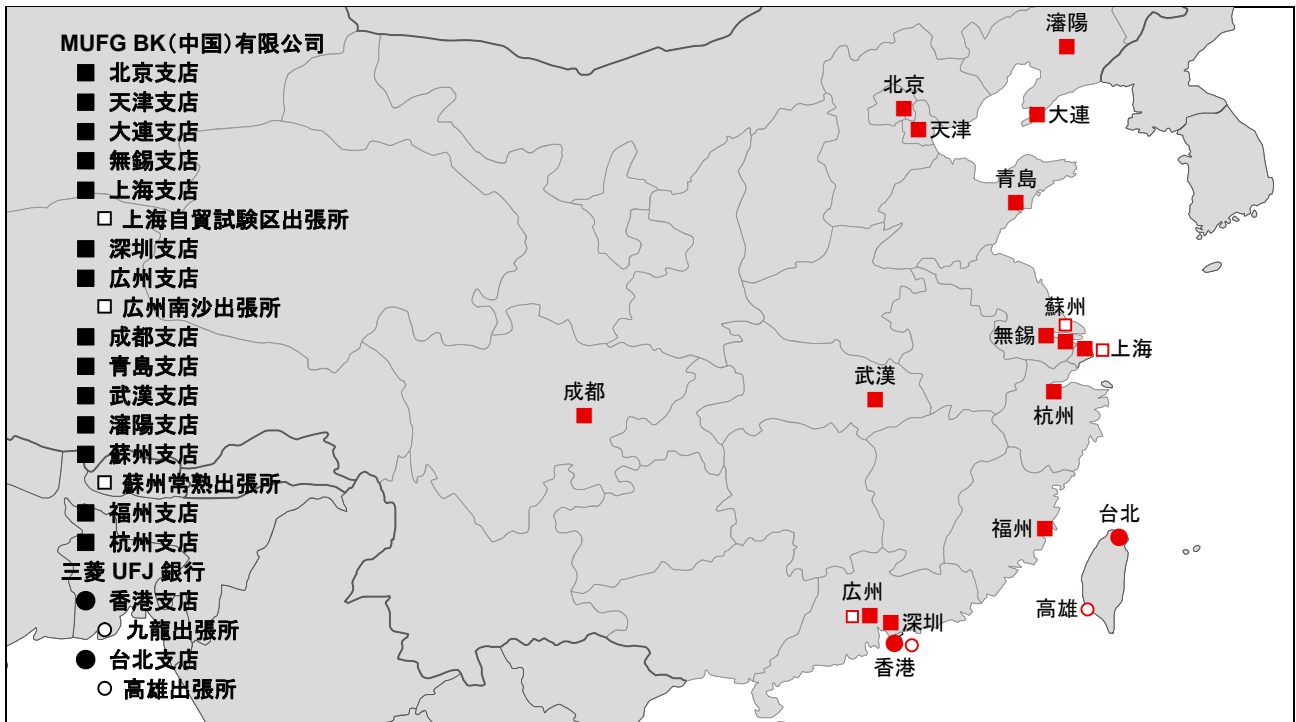 MUFG BK（中国）有限公司
■ 北京支店
■ 天津支店
■ 大連支店
■ 無錫支店
■ 上海支店
□ 上海自貿試験区出張所
■ 深圳支店
■ 広州支店
□ 広州南沙出張所
■ 成都支店
■ 青島支店
■ 武漢支店
■ 瀋陽支店
■ 蘇州支店
□ 蘇州常熟出張所
■ 福州支店
■ 杭州支店
三菱 UFJ 銀行
● 香港支店
○ 九龍出張所
● 台北支店
○ 高雄出張所
瀋陽
北京
大連
天津
青島
蘇州
無錫
上海
武漢
成都
杭州
台北
福州
広州
高雄
深圳
香港